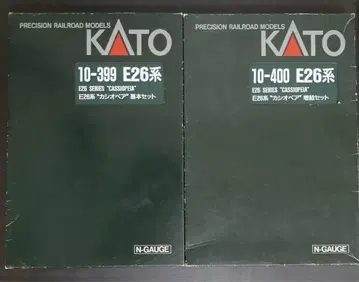 PRECISION RAILROAD MODELS
KATO
10-399 E26系
E26 SERIES "CASSIOPEIA"
E26系 "カシオペア" 基本セット
N-GAUGE
PRECISION RAILROAD MODELS
KATO
10-400 E26系
E26 SERIES "CASSIOPEIA"
E26系 "カシオペア" 増結セット
N-GAUGE